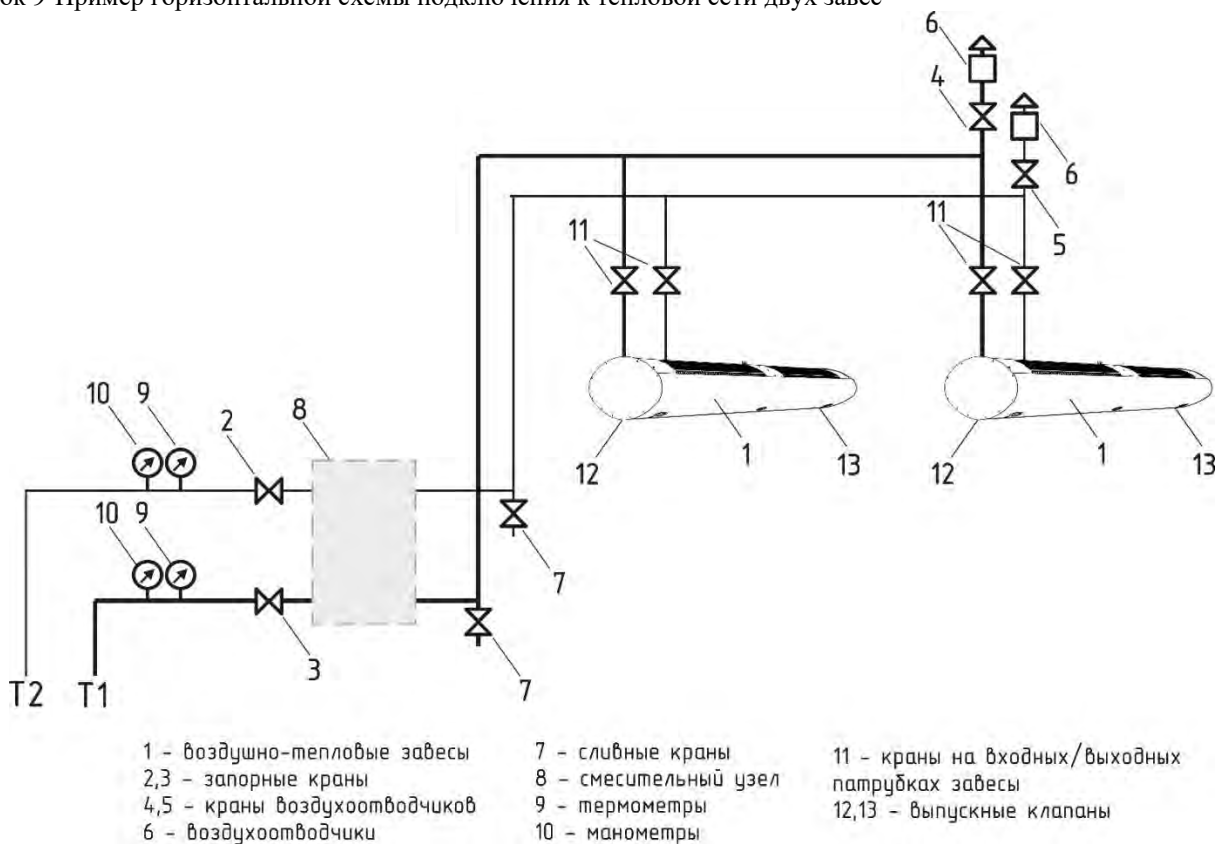 ок 9 Пример горизонтальной схемы подключения к тепловой сети двух завес
6
4
6
5
11
11
10
9
2
8
12
1
13
12
1
13
10
9
7
3
7
T2
T1
1 - воздушно-тепловые завесы
2,3 - запорные краны
4,5 - краны воздухоотводчиков
6 - воздухоотводчики
7 - сливные краны
8 - смесительный узел
9 - термометры
10 - манометры
11 - краны на входных/выходных
патрубках завесы
12,13 - выпускные клапаны